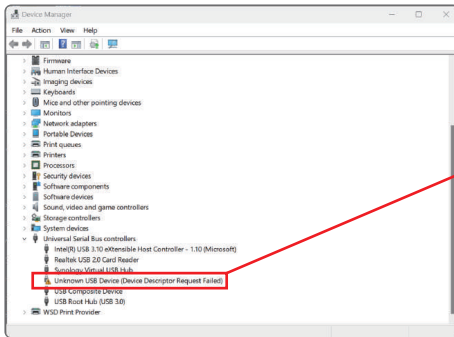 Device Manager
File Action View Help
Firmware
Human Interface Devices
Imaging devices
Keyboards
Mice and other pointing devices
Monitors
Network adapters
Portable Devices
Print queues
Printers
Processors
Security devices
Software components
Software devices
Sound, video and game controllers
Storage controllers
System devices
Universal Serial Bus controllers
Intel(R) USB 3.10 eXtensible Host Controller - 1.10 (Microsoft)
Realtek USB 2.0 Card Reader
Synology Virtual USB Hub
Unknown USB Device (Device Descriptor Request Failed)
USB Composite Device
USB Root Hub (USB 3.0)
WSD Print Provider